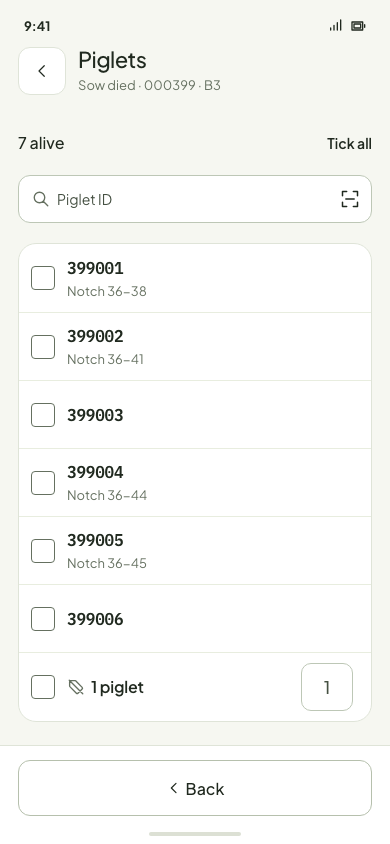 9:41
Piglets
Sow died · 000399 · B3
7 alive
Tick all
Piglet ID
399001
Notch 36–38
399002
Notch 36–41
399003
399004
Notch 36–44
399005
Notch 36–45
399006
1 piglet
1
Back